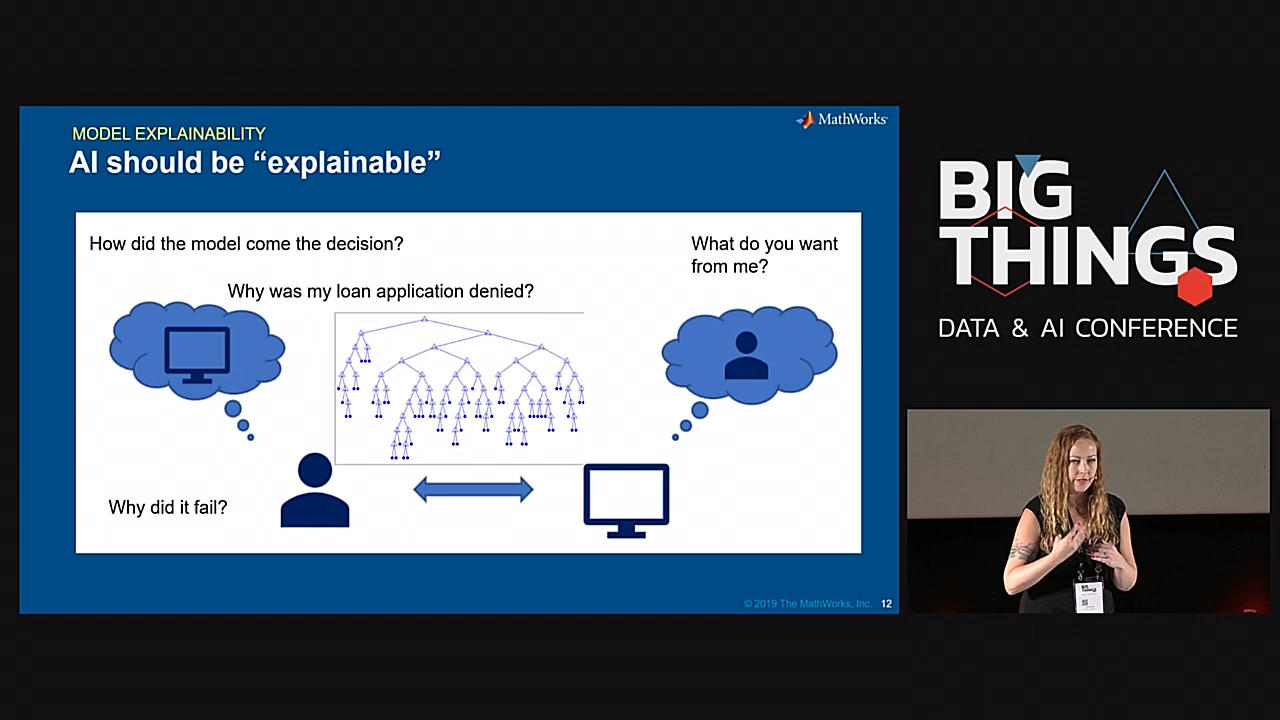 MODEL EXPLAINABILITY
AI should be “explainable”
MathWorks
How did the model come the decision?
What do you want
from me?
Why was my loan application denied?
Why did it fail?
© 2019 The MathWorks, Inc.
12
BIG
THINGS
DATA & AI CONFERENCE
BIG
THINGS